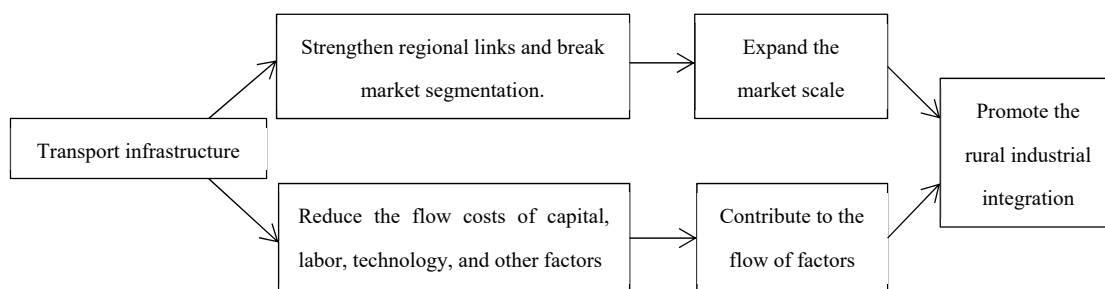 Transport infrastructure
Strengthen regional links and break
market segmentation.
Expand the
market scale
Reduce the flow costs of capital,
labor, technology, and other factors
Contribute to the
flow of factors
Promote the
rural industrial
integration